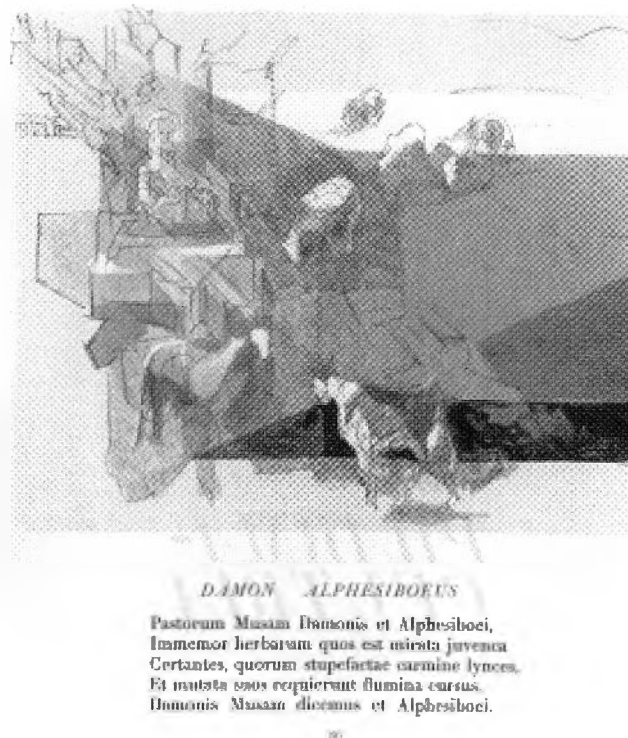 DAMON ALPHESIBOEUS
Pastorum Musam Damonis et Alphesiboei,
Immemor herbarum quos est mirata juvenca
Certantes, quorum stupefactae carmine lynces,
Et mutata suos requierunt flumina cursus.
Damonis Musam dicemus et Alphesiboei.